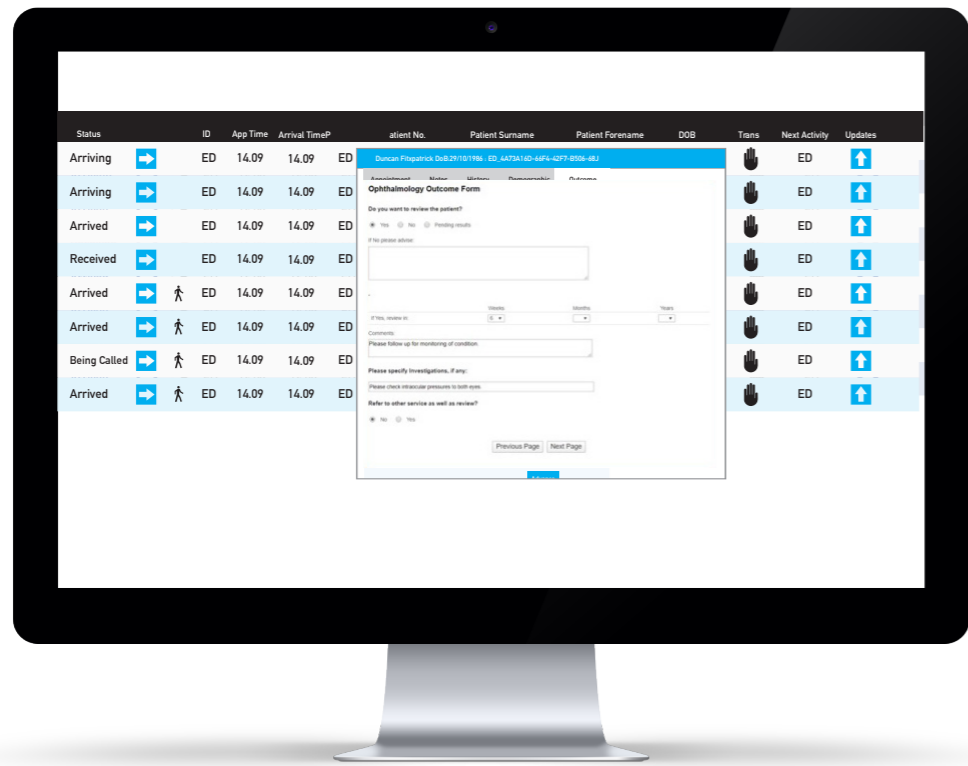 Status ID App Time Arrival TimeP atient No. Patient Surname Patient Forename DOB Trans Next Activity Updates
Arriving ED 14.09 14.09 ED ED
Arriving ED 14.09 14.09 ED ED
Arrived ED 14.09 14.09 ED ED
Received ED 14.09 14.09 ED ED
Arrived ED 14.09 14.09 ED ED
Arrived ED 14.09 14.09 ED ED
Being Called ED 14.09 14.09 ED ED
Arrived ED 14.09 14.09 ED ED
Duncan Fitxpatrick DoB:29/10/1986 : ED_4A73A16D-66F4-42F7-B506-68J
Appointment Notes History Demographic Outcome
Ophthalmology Outcome Form
Do you want to review the patient?
Yes No Pending results
If No please advise:
Weeks Months Years
If Yes, review in:
Comments:
Please follow up for monitoring of condition
Please specify Investigations, if any:
Please check intraocular pressures to both eyes
Refer to other service as well as review?
No Yes
Previous Page Next Page